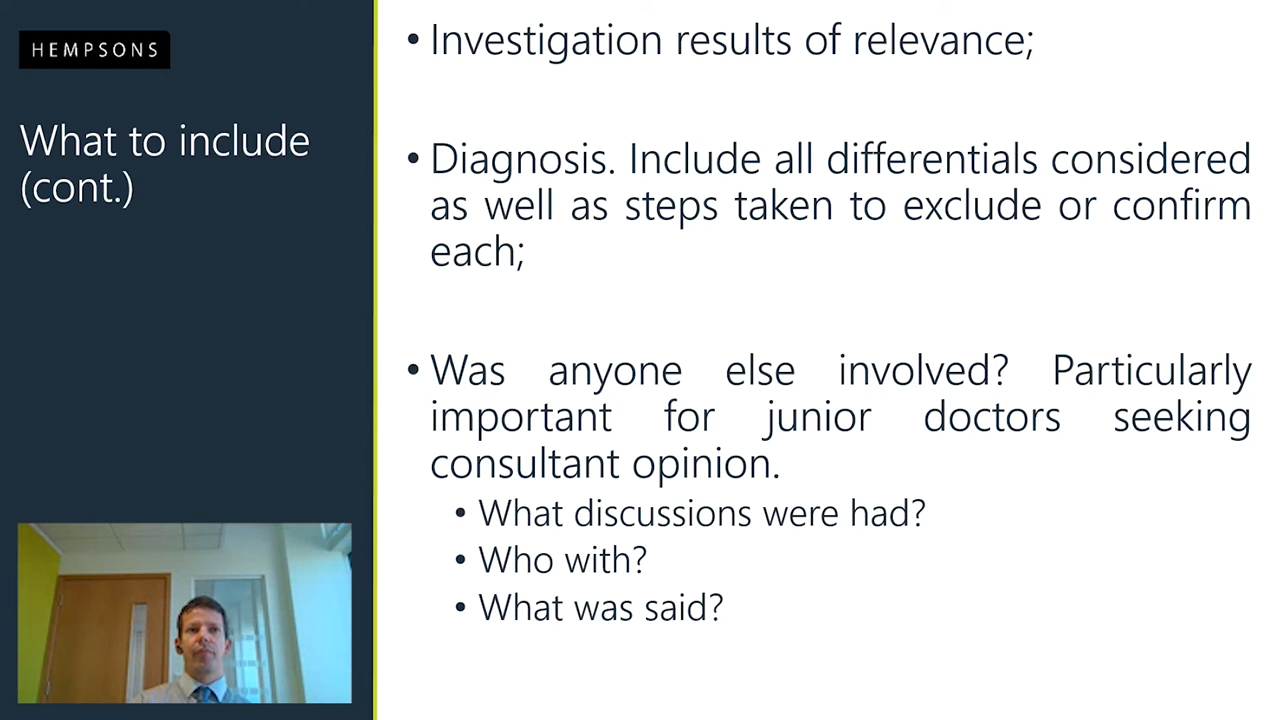 HEMPSONS
What to include
(cont.)
• Investigation results of relevance;
• Diagnosis. Include all differentials considered
as well as steps taken to exclude or confirm
each;
• Was anyone else involved? Particularly
important for junior doctors seeking
consultant opinion.
• What discussions were had?
• Who with?
• What was said?